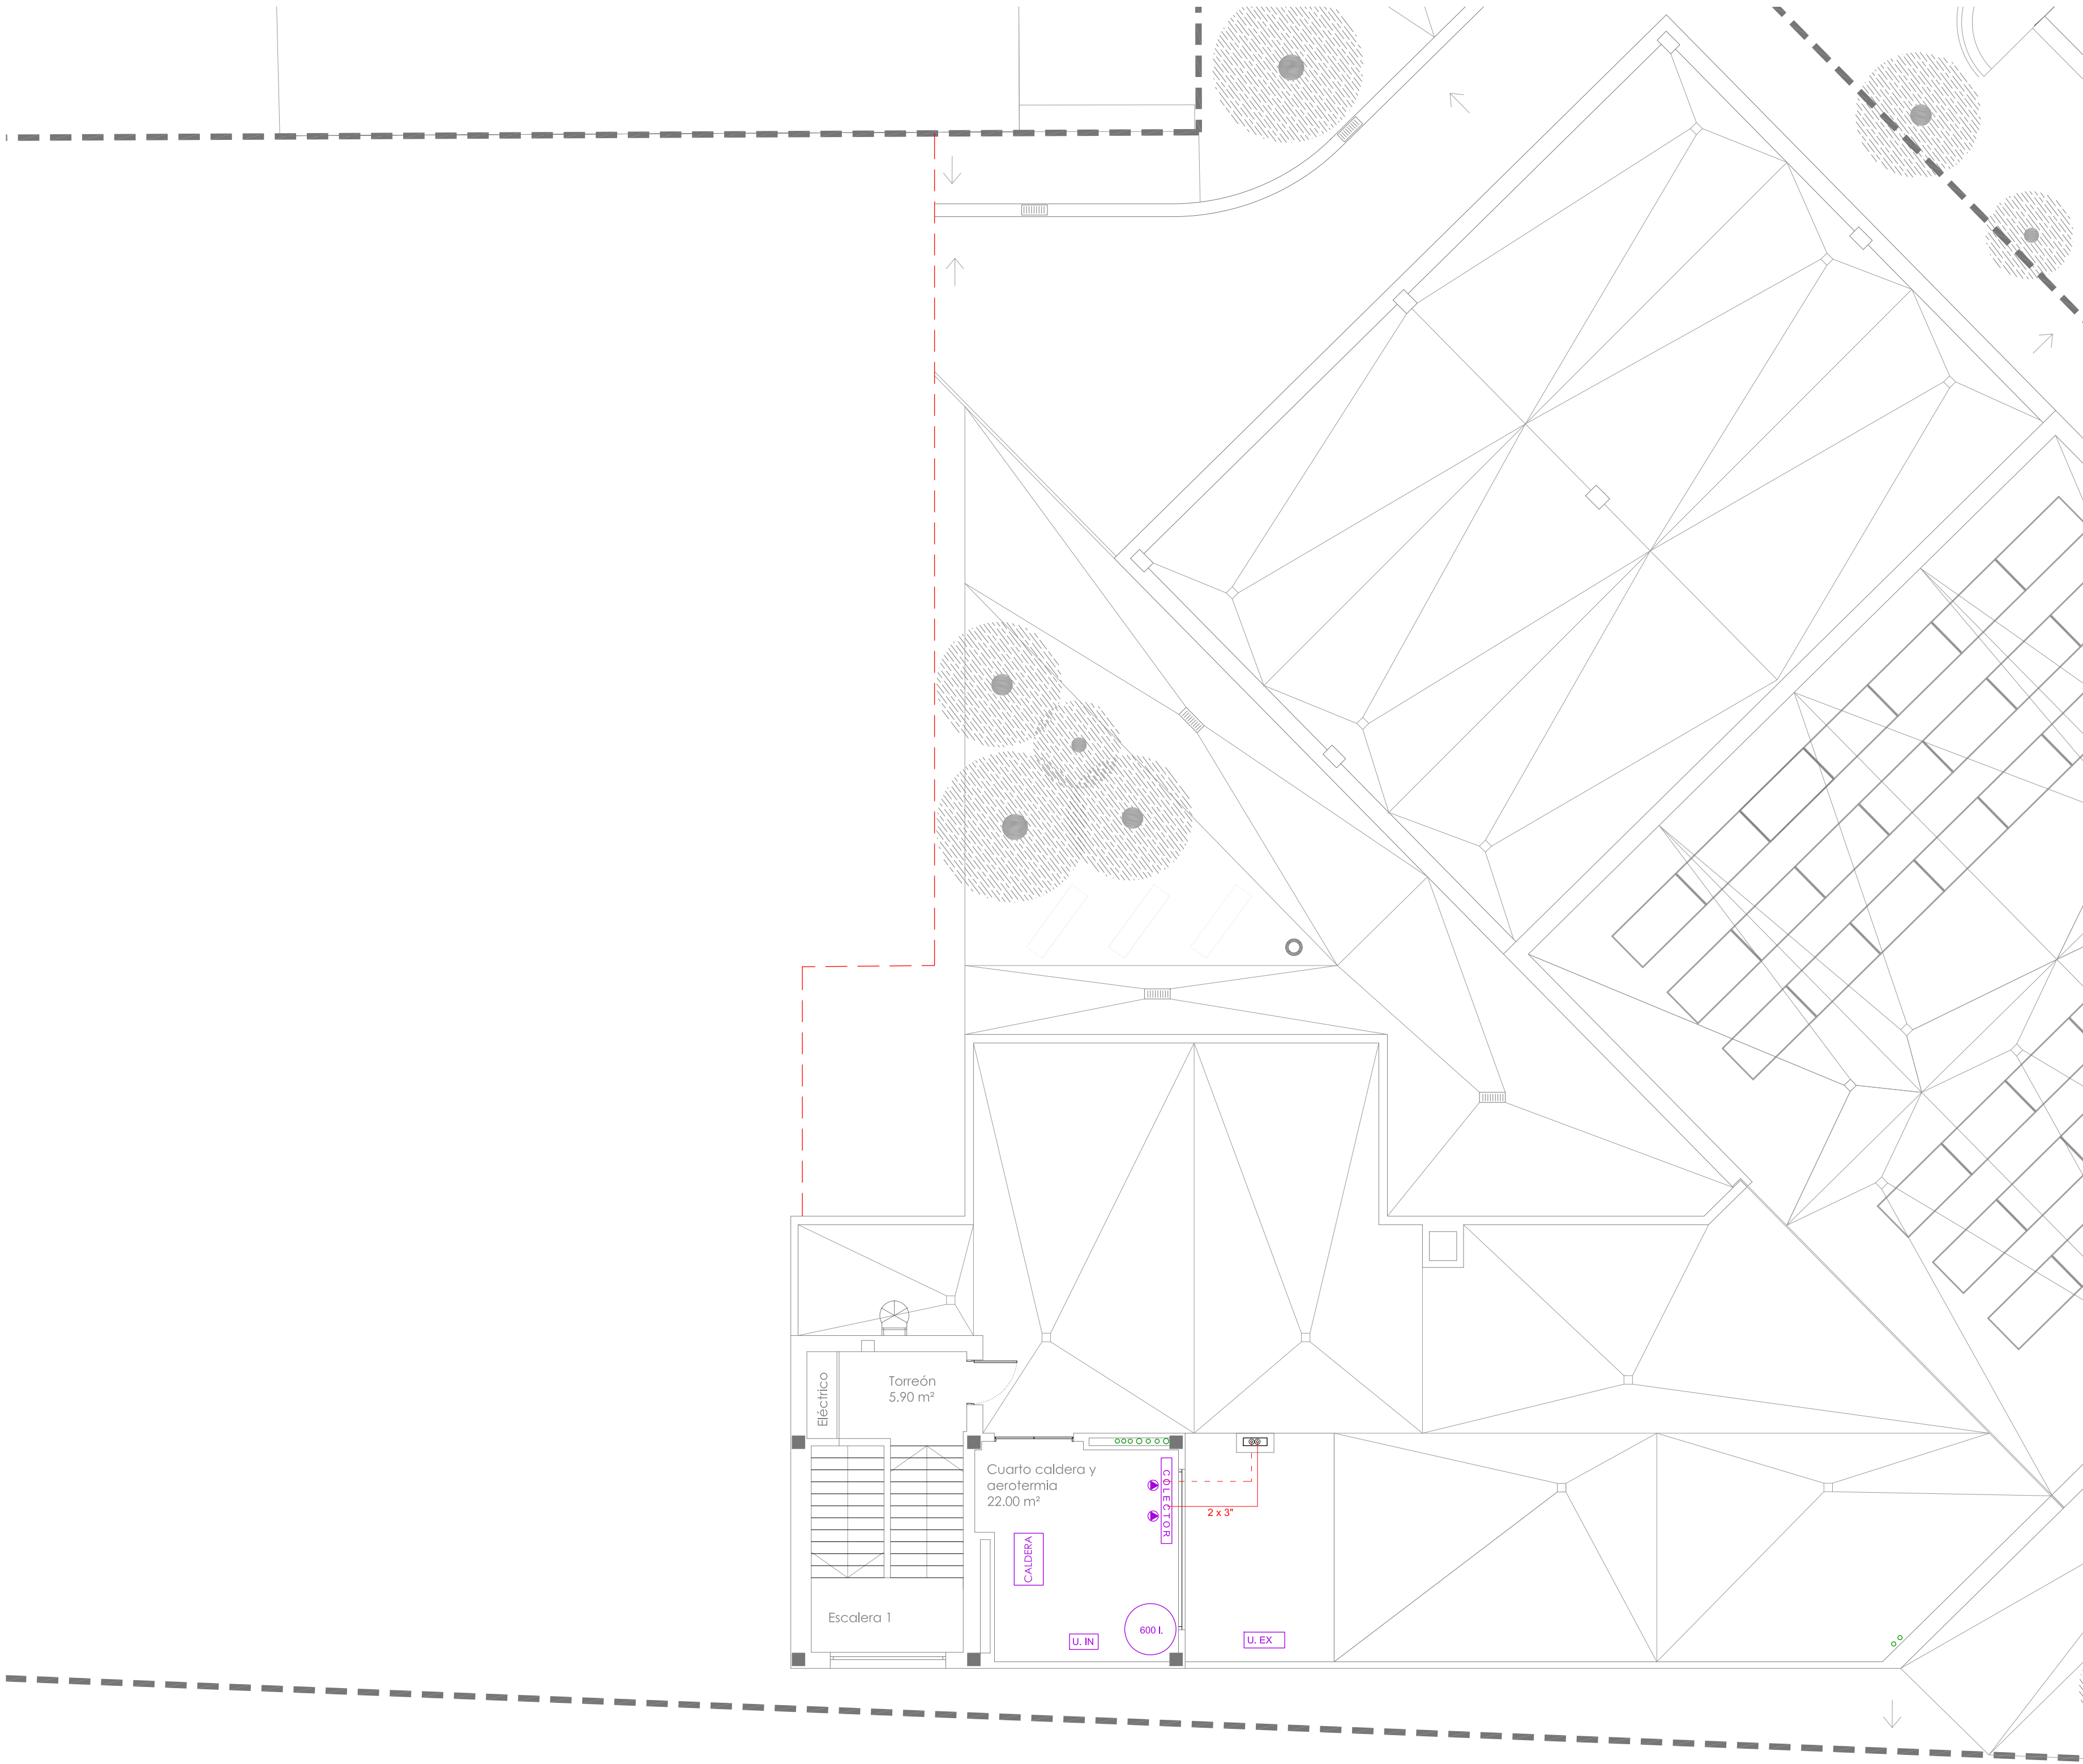 Eléctrico
Torreón
5.90 m²
Cuarto caldera y
aerotermia
22.00 m²
COLECTOR
2 x 3"
CALDERA
Escalera 1
600 l.
U. IN
U. EX